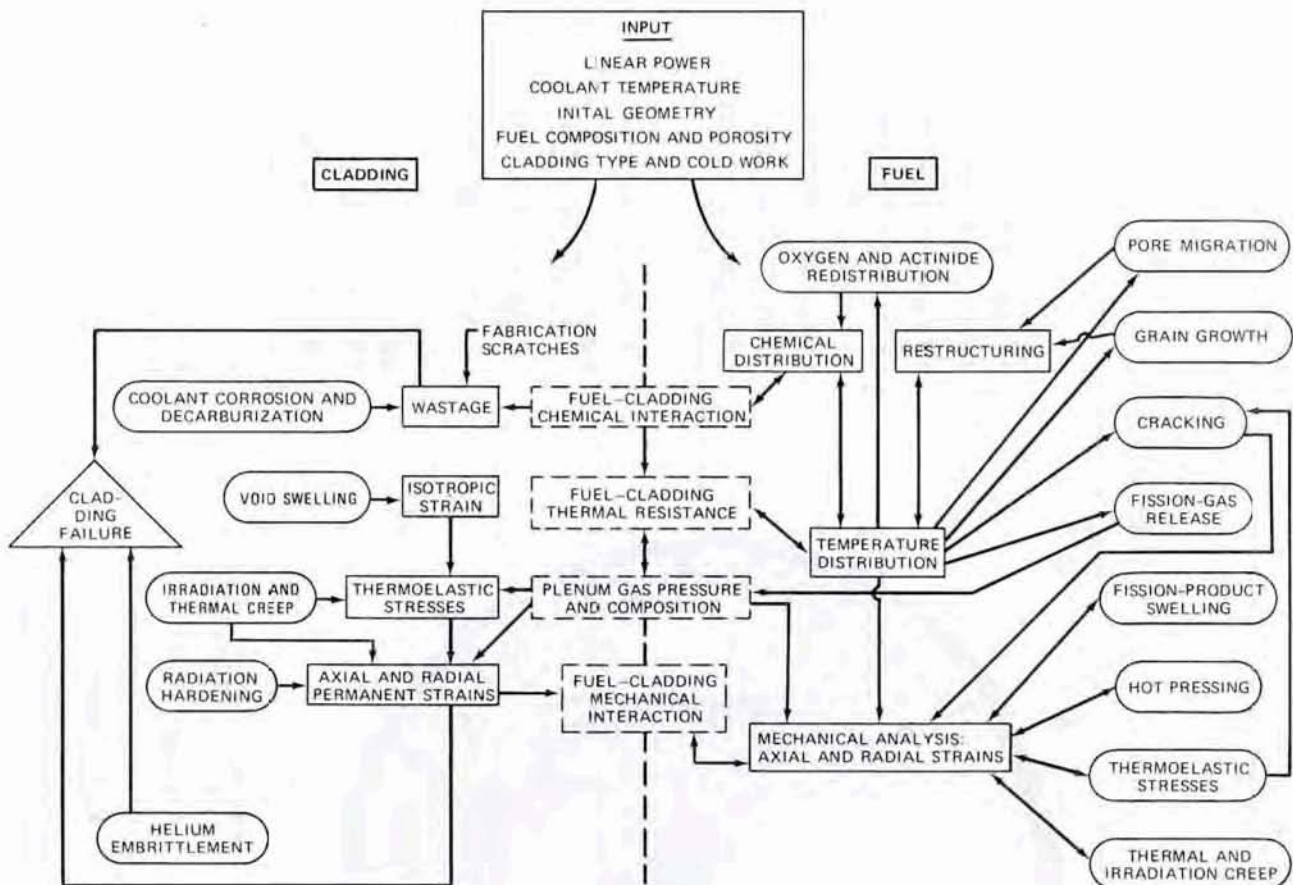 INPUT
LINEAR POWER
COOLANT TEMPERATURE
INITAL GEOMETRY
FUEL COMPOSITION AND POROSITY
CLADDING TYPE AND COLD WORK
CLADDING
FUEL
OXYGEN AND ACTINIDE
REDISTRIBUTION
PORE MIGRATION
FABRICATION
SCRATCHES
CHEMICAL
DISTRIBUTION
RESTRUCTURING
GRAIN GROWTH
COOLANT CORROSION AND
DECARBURIZATION
WASTAGE
FUEL-CLADDING
CHEMICAL INTERACTION
CRACKING
CLAD-
DING
FAILURE
VOID SWELLING
ISOTROPIC
STRAIN
FUEL-CLADDING
THERMAL RESISTANCE
TEMPERATURE
DISTRIBUTION
FISSION-GAS
RELEASE
IRRADIATION AND
THERMAL CREEP
THERMOELASTIC
STRESSES
PLENUM GAS PRESSURE
AND COMPOSITION
FISSION-PRODUCT
SWELLING
RADIATION
HARDENING
AXIAL AND RADIAL
PERMANENT STRAINS
FUEL-CLADDING
MECHANICAL
INTERACTION
HOT PRESSING
MECHANICAL ANALYSIS:
AXIAL AND RADIAL STRAINS
THERMOELASTIC
STRESSES
HELIUM
EMBRITTLEMENT
THERMAL AND
IRRADIATION CREEP